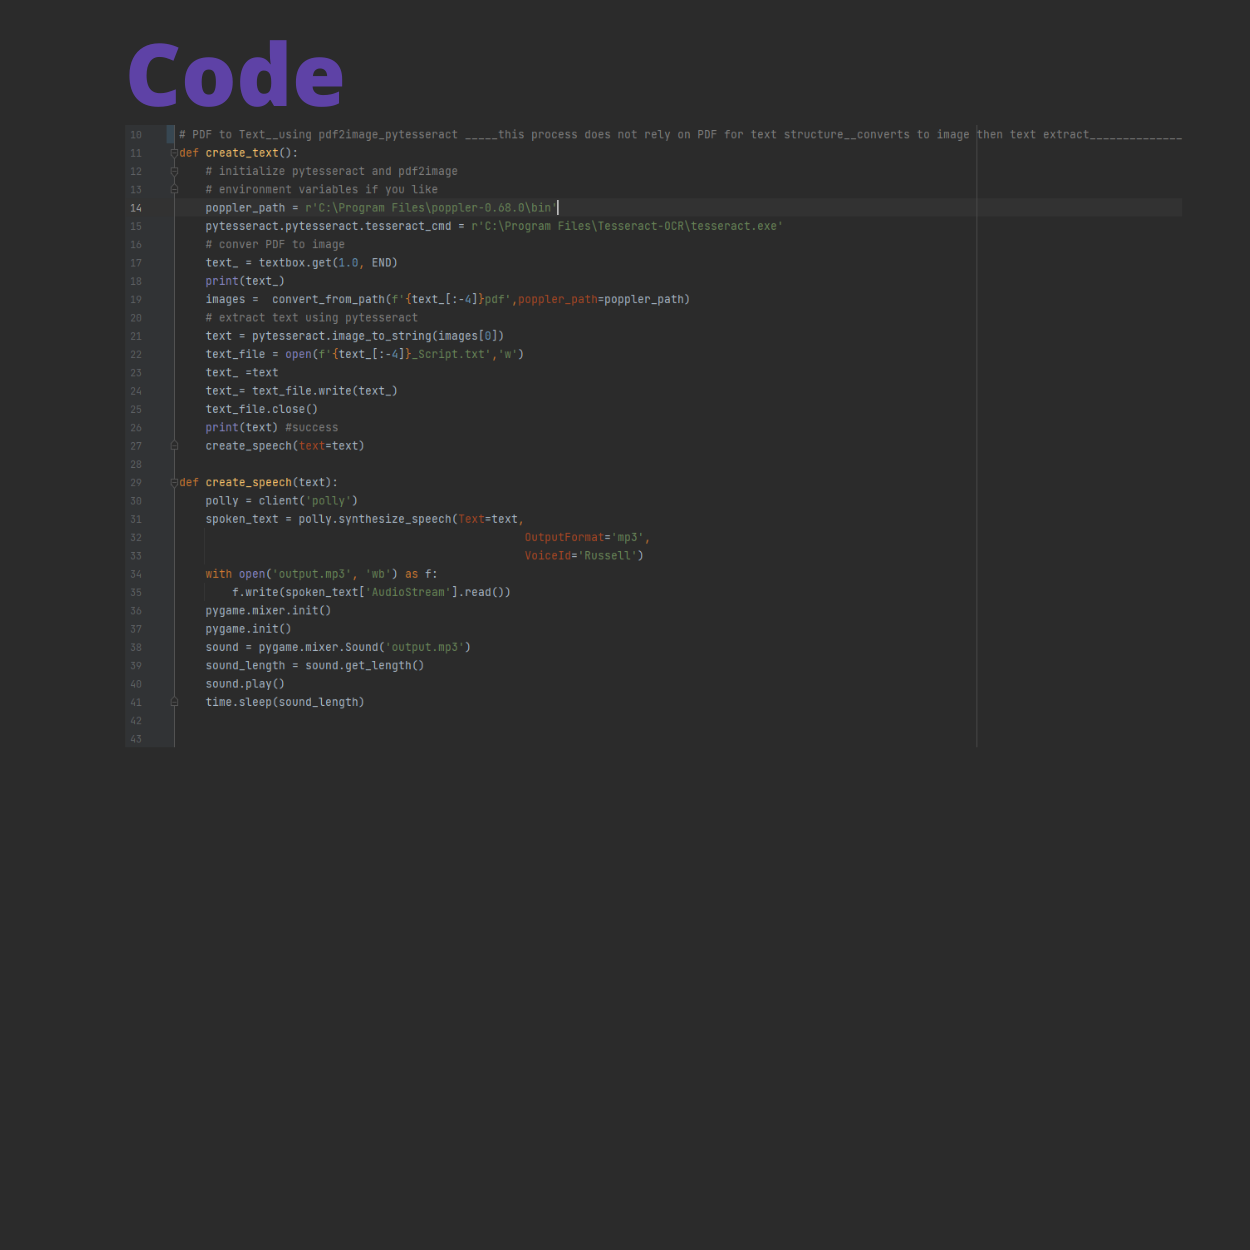 Code
10 # PDF to Text__using pdf2image_pytesseract _____this process does not rely on PDF for text structure__converts to image then text extract______________
11 def create_text():
12     # initialize pytesseract and pdf2image
13     # environment variables if you like
14     poppler_path = r'C:\Program Files\poppler-0.68.0\bin'
15     pytesseract.pytesseract.tesseract_cmd = r'C:\Program Files\Tesseract-OCR\tesseract.exe'
16     # conver PDF to image
17     text_ = textbox.get(1.0, END)
18     print(text_)
19     images =  convert_from_path(f'{text_[:-4]}pdf',poppler_path=poppler_path)
20     # extract text using pytesseract
21     text = pytesseract.image_to_string(images[0])
22     text_file = open(f'{text_[:-4]}_Script.txt','w')
23     text_ =text
24     text_= text_file.write(text_)
25     text_file.close()
26     print(text) #success
27     create_speech(text=text)
28
29 def create_speech(text):
30     polly = client('polly')
31     spoken_text = polly.synthesize_speech(Text=text,
32                                                     OutputFormat='mp3',
33                                                     VoiceId='Russell')
34     with open('output.mp3', 'wb') as f:
35         f.write(spoken_text['AudioStream'].read())
36     pygame.mixer.init()
37     pygame.init()
38     sound = pygame.mixer.Sound('output.mp3')
39     sound_length = sound.get_length()
40     sound.play()
41     time.sleep(sound_length)
42
43